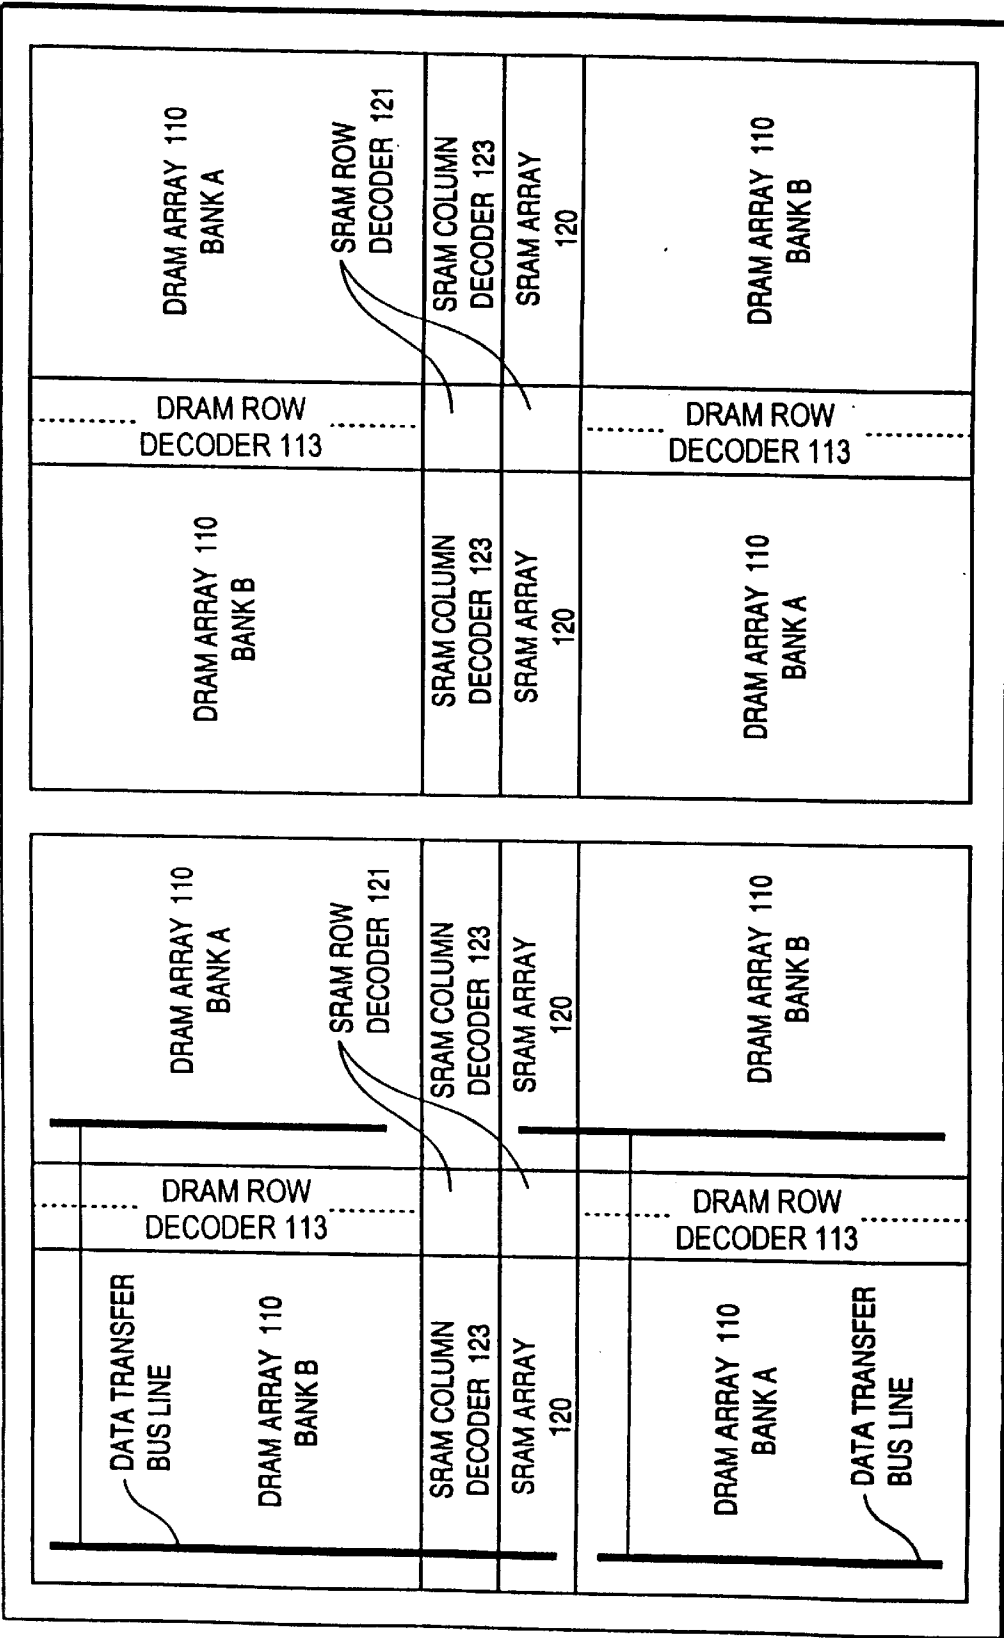 DRAM ARRAY 110
BANK A
SRAM ROW
DECODER 121
DRAM ROW
DECODER 113
DRAM ARRAY 110
BANK B
SRAM COLUMN
DECODER 123
SRAM ARRAY
120
SRAM COLUMN
DECODER 123
SRAM ARRAY
120
DRAM ARRAY 110
BANK B
DRAM ROW
DECODER 113
DRAM ARRAY 110
BANK A
DRAM ARRAY 110
BANK A
SRAM ROW
DECODER 121
DRAM ROW
DECODER 113
DATA TRANSFER
BUS LINE
DRAM ARRAY 110
BANK B
SRAM COLUMN
DECODER 123
SRAM ARRAY
120
SRAM COLUMN
DECODER 123
SRAM ARRAY
120
DRAM ARRAY 110
BANK B
DRAM ROW
DECODER 113
DRAM ARRAY 110
BANK A
DATA TRANSFER
BUS LINE